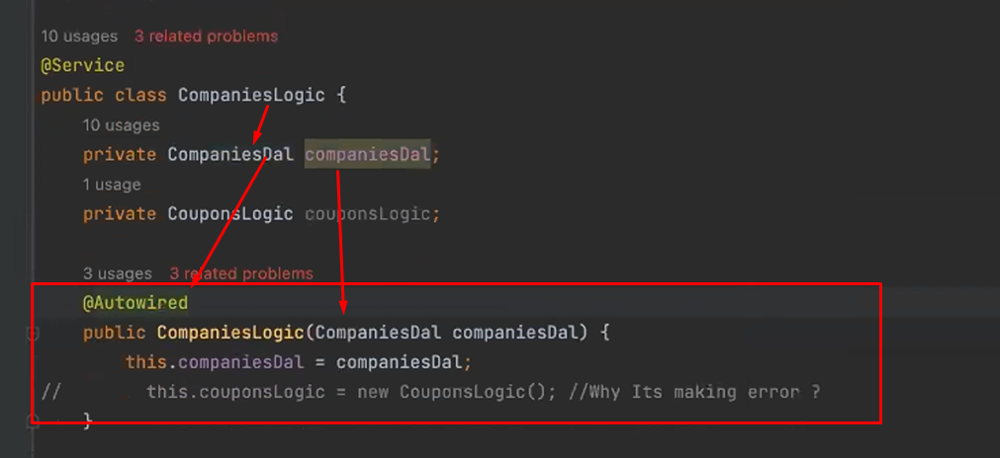 10 usages 3 related problems
@Service
public class CompaniesLogic {
10 usages
private CompaniesDal companiesDal;
1 usage
private CouponsLogic couponsLogic;
3 usages 3 related problems
@Autowired
public CompaniesLogic(CompaniesDal companiesDal) {
this.companiesDal = companiesDal;
// this.couponsLogic = new CouponsLogic(); //Why Its making error ?
}